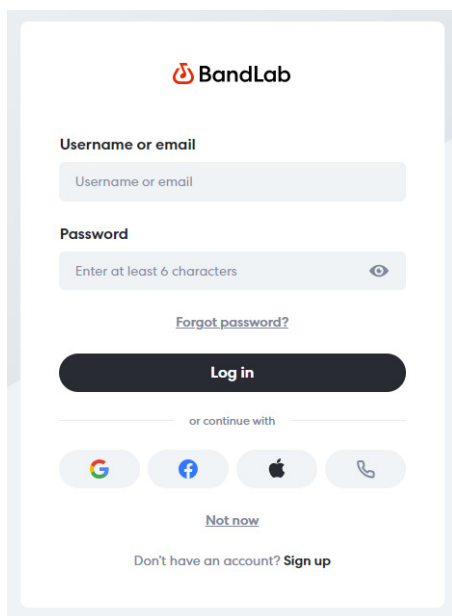 BandLab
Username or email
Username or email
Password
Enter at least 6 characters
Forgot password?
Log in
or continue with
Not now
Don't have an account? Sign up